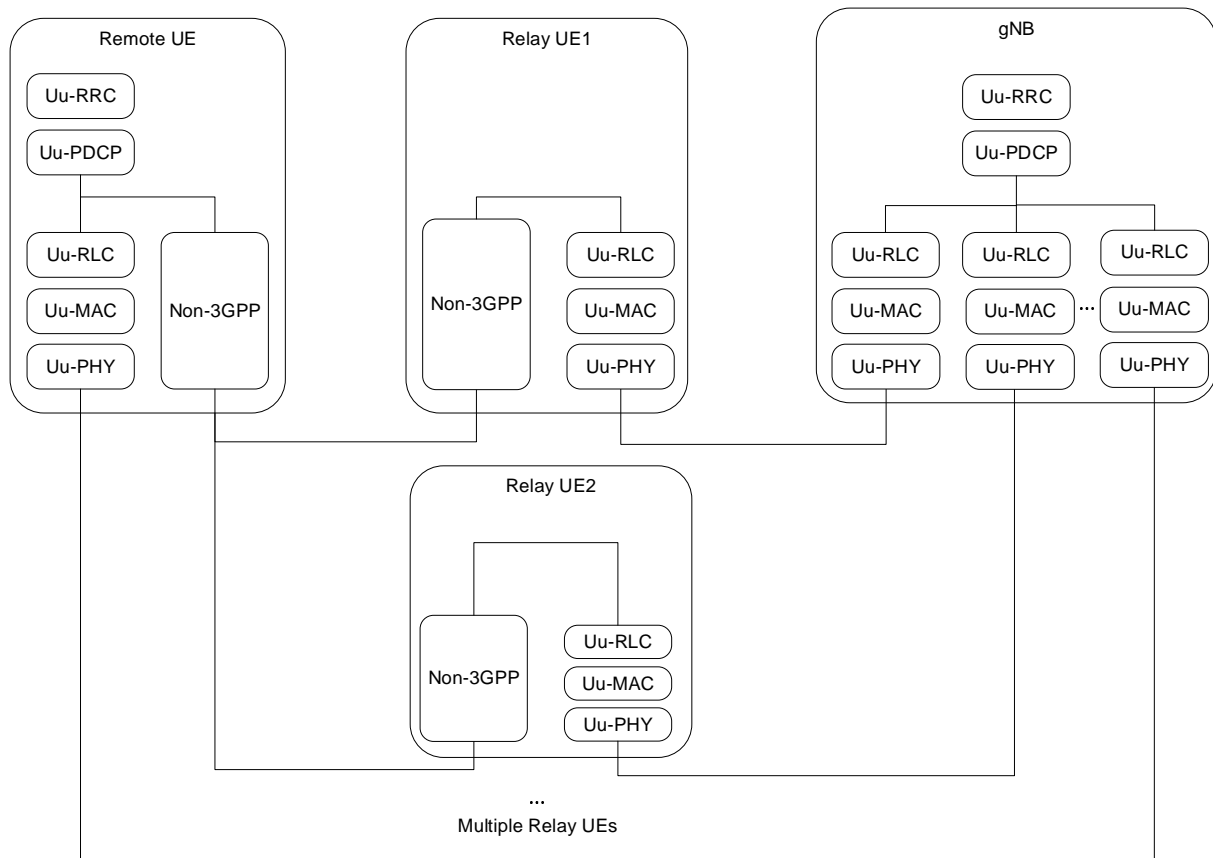 Remote UE
Uu-RRC
Uu-PDCP
Uu-RLC
Uu-MAC
Uu-PHY
Non-3GPP
Relay UE1
Non-3GPP
Uu-RLC
Uu-MAC
Uu-PHY
gNB
Uu-RRC
Uu-PDCP
Uu-RLC
Uu-MAC
Uu-PHY
Uu-RLC
Uu-MAC
Uu-PHY
...
Uu-RLC
Uu-MAC
Uu-PHY
Relay UE2
Non-3GPP
Uu-RLC
Uu-MAC
Uu-PHY
...
Multiple Relay UEs